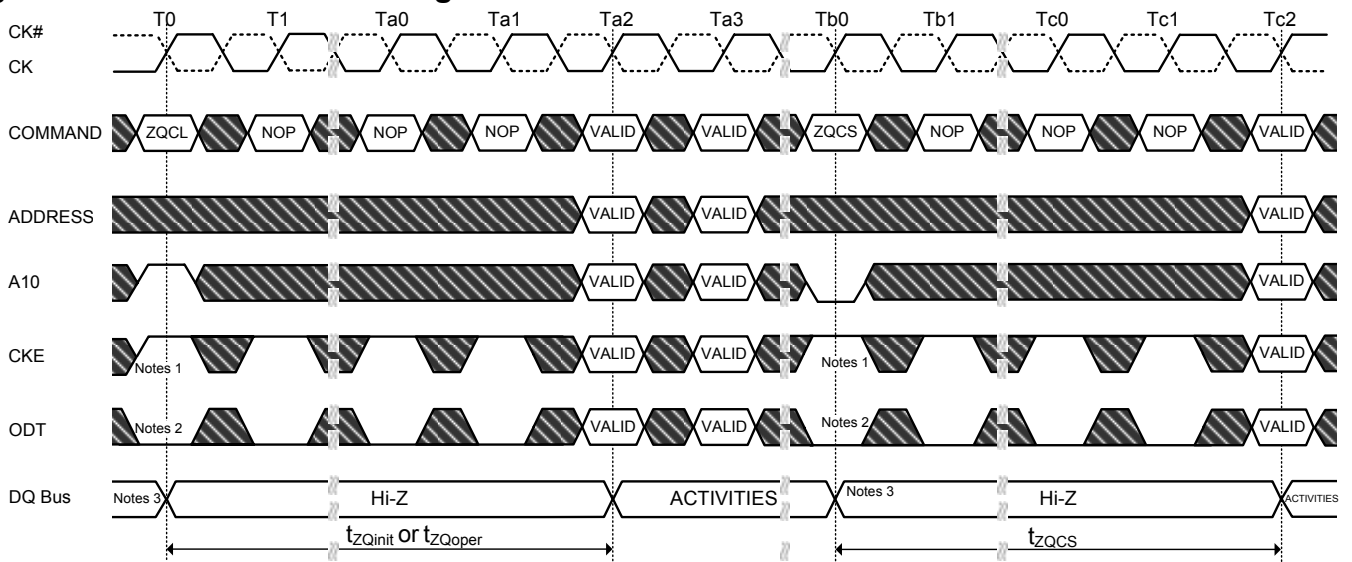 T0 T1 Ta0 Ta1 Ta2 Ta3 Tb0 Tb1 Tc0 Tc1 Tc2
CK#
CK
COMMAND ZQCL NOP NOP NOP VALID VALID ZQCS NOP NOP NOP VALID
ADDRESS VALID VALID VALID
A10 VALID VALID VALID
CKE Notes 1 VALID VALID Notes 1 VALID
ODT Notes 2 VALID VALID Notes 2 VALID
DQ Bus Notes 3 Hi-Z ACTIVITIES Notes 3 Hi-Z ACTIVITIES
tZQinit or tZQoper tZQCS